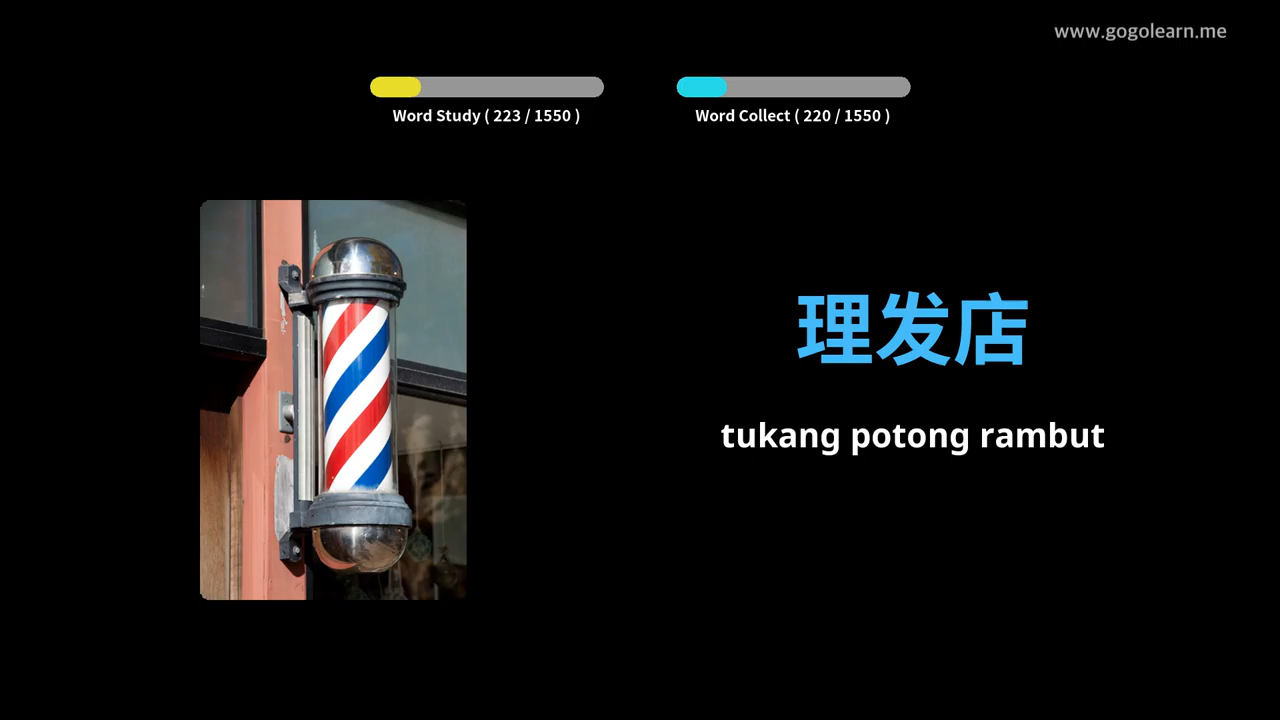 www.gogolearn.me
Word Study ( 223 / 1550 )
Word Collect ( 220 / 1550 )
理发店
tukang potong rambut